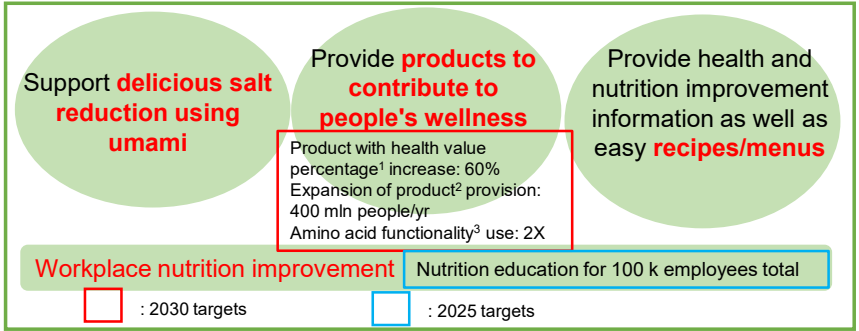 Support delicious salt
reduction using
umami
Provide products to
contribute to
people's wellness
Product with health value
percentage¹ increase: 60%
Expansion of product² provision:
400 mln people/yr
Amino acid functionality³ use: 2X
Provide health and
nutrition improvement
information as well as
easy recipes/menus
Workplace nutrition improvement
Nutrition education for 100 k employees total
: 2030 targets
: 2025 targets